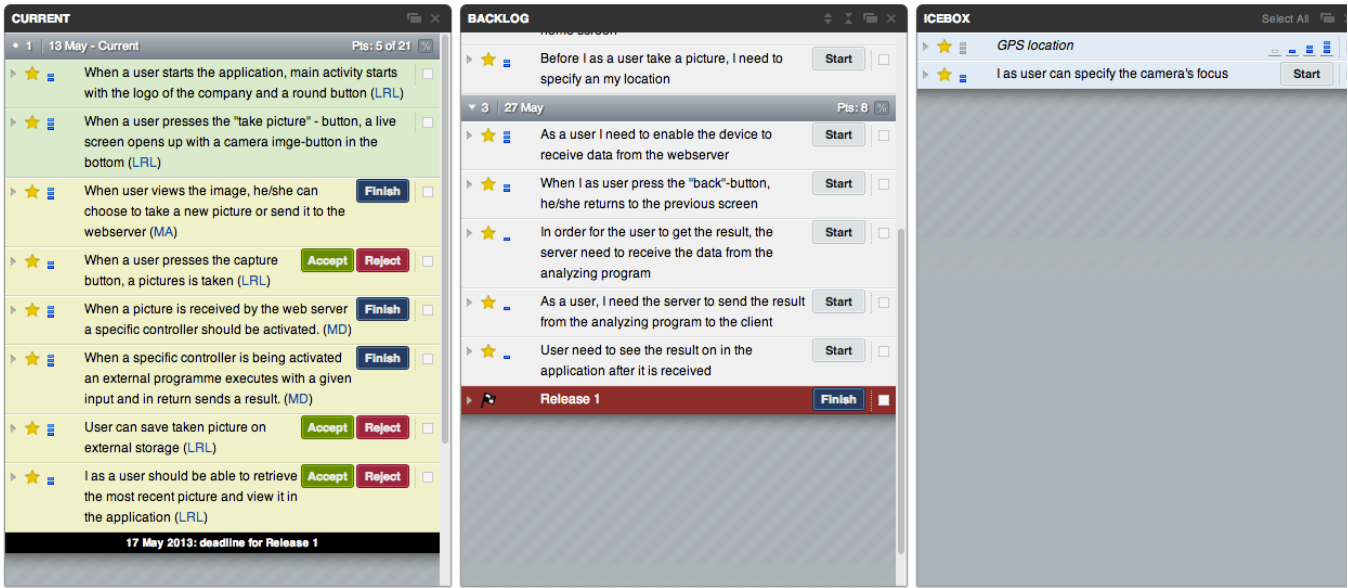 CURRENT
1 13 May - Current Pts: 5 of 21 %
When a user starts the application, main activity starts
with the logo of the company and a round button (LRL)
When a user presses the "take picture" - button, a live
screen opens up with a camera imge-button in the
bottom (LRL)
When user views the image, he/she can Finish
choose to take a new picture or send it to the
webserver (MA)
When a user presses the capture Accept Reject
button, a pictures is taken (LRL)
When a picture is received by the web server Finish
a specific controller should be activated. (MD)
When a specific controller is being activated Finish
an external programme executes with a given
input and in return sends a result. (MD)
User can save taken picture on Accept Reject
external storage (LRL)
I as a user should be able to retrieve Accept Reject
the most recent picture and view it in
the application (LRL)
17 May 2013: deadline for Release 1
BACKLOG
home screen
Before I as a user take a picture, I need to Start
specify an my location
3 27 May Pts: 8 %
As a user I need to enable the device to Start
receive data from the webserver
When I as user press the "back"-button, Start
he/she returns to the previous screen
In order for the user to get the result, the Start
server need to receive the data from the
analyzing program
As a user, I need the server to send the result Start
from the analyzing program to the client
User need to see the result on in the Start
application after it is received
Release 1 Finish
ICEBOX Select All
GPS location
I as user can specify the camera's focus Start